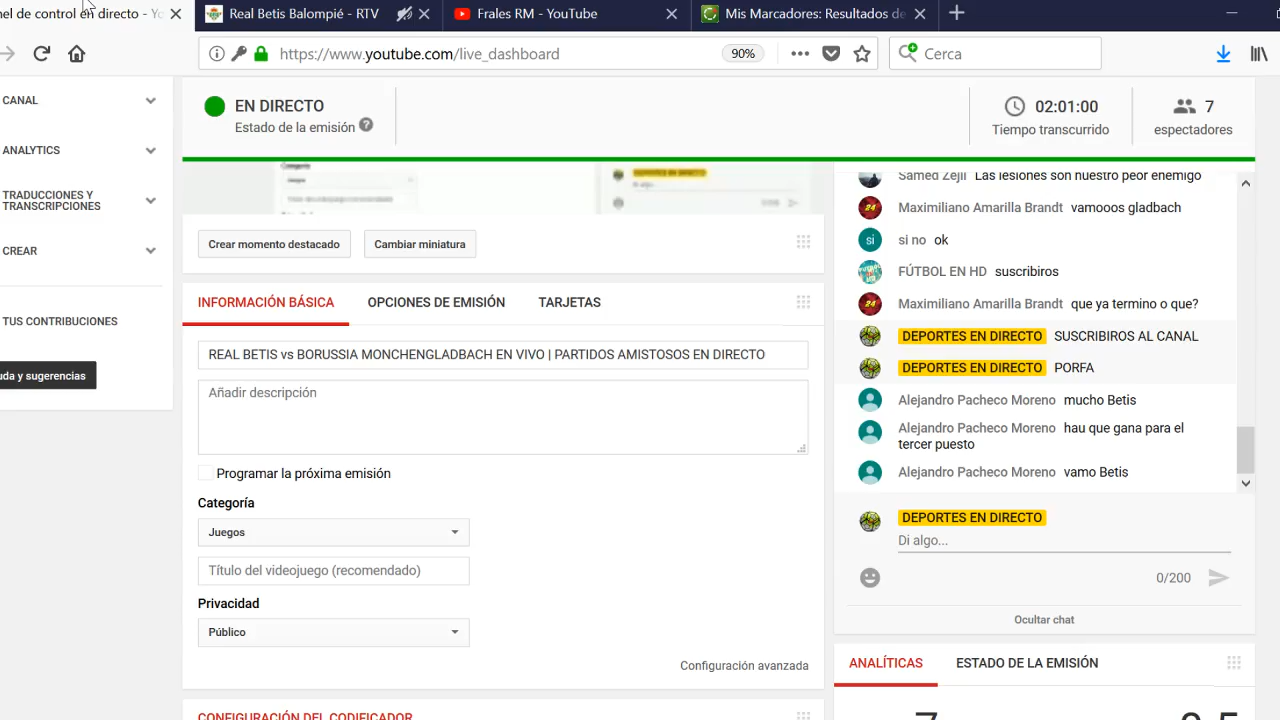 nel de control en directo - Yo
Real Betis Balompié - RTV
Frales RM - YouTube
Mis Marcadores: Resultados de
https://www.youtube.com/live_dashboard
90%
Cerca
CANAL
ANALYTICS
TRADUCCIONES Y
TRANSCRIPCIONES
CREAR
TUS CONTRIBUCIONES
uda y sugerencias
EN DIRECTO
Estado de la emisión
02:01:00
Tiempo transcurrido
7
espectadores
Crear momento destacado
Cambiar miniatura
INFORMACIÓN BÁSICA
OPCIONES DE EMISIÓN
TARJETAS
REAL BETIS vs BORUSSIA MONCHENGLADBACH EN VIVO | PARTIDOS AMISTOSOS EN DIRECTO
Añadir descripción
Programar la próxima emisión
Categoría
Juegos
Título del videojuego (recomendado)
Privacidad
Público
Configuración avanzada
CONFIGURACIÓN DEL CODIFICADOR
Samed Zejli Las lesiones son nuestro peor enemigo
Maximiliano Amarilla Brandt vamooos gladbach
si si no ok
FÚTBOL EN HD suscribiros
Maximiliano Amarilla Brandt que ya termino o que?
DEPORTES EN DIRECTO SUSCRIBIROS AL CANAL
DEPORTES EN DIRECTO PORFA
Alejandro Pacheco Moreno mucho Betis
Alejandro Pacheco Moreno hau que gana para el
tercer puesto
Alejandro Pacheco Moreno vamo Betis
DEPORTES EN DIRECTO
Di algo...
0/200
Ocultar chat
ANALÍTICAS
ESTADO DE LA EMISIÓN